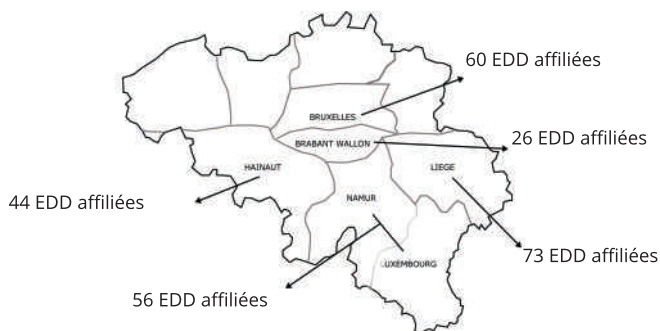 60 EDD affiliées
BRUXELLES
26 EDD affiliées
BRABANT WALLON
HAINAUT
LIEGE
44 EDD affiliées
NAMUR
73 EDD affiliées
LUXEMBOURG
56 EDD affiliées